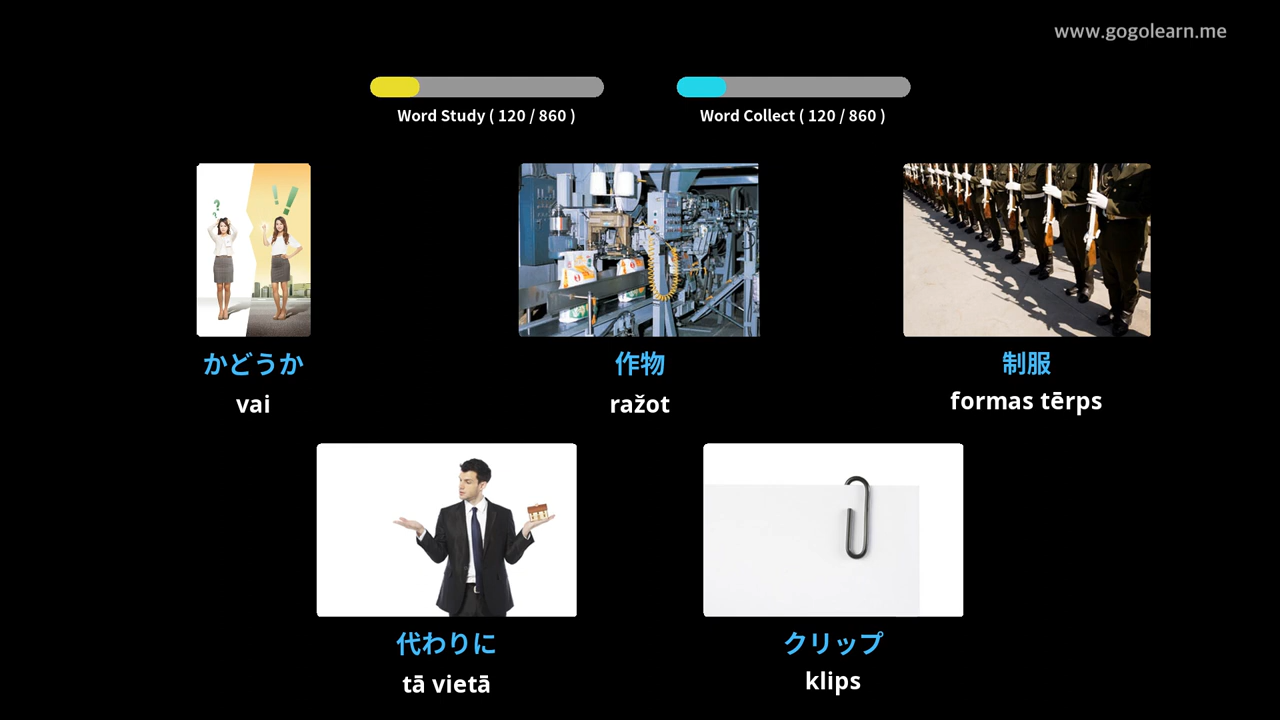 www.gogolearn.me
Word Study ( 120 / 860 )
Word Collect ( 120 / 860 )
かどうか
vai
作物
ražot
制服
formas tērps
代わりに
tā vietā
クリップ
klips